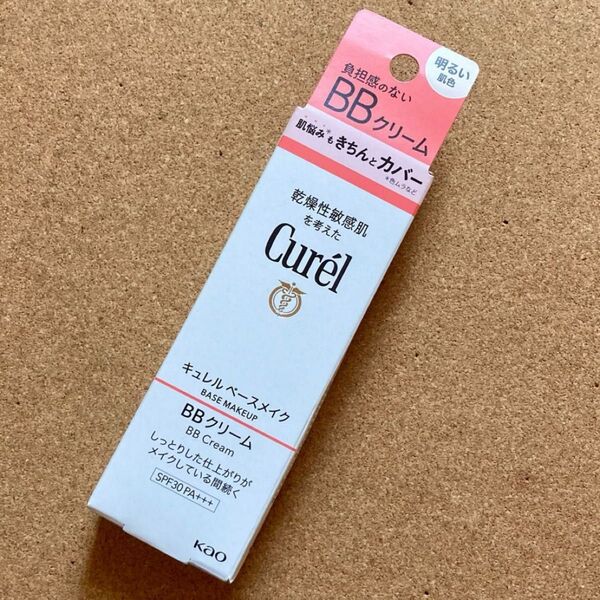 明るい
肌色
負担感のない
BBクリーム
肌悩み*もきちんとカバー
*色ムラなど
乾燥性敏感肌
を考えた
Curél
キュレル ベースメイク
BASE MAKEUP
BBクリーム
BB Cream
しっとりした仕上がりが
メイクしている間続く
SPF30 PA+++
Kao